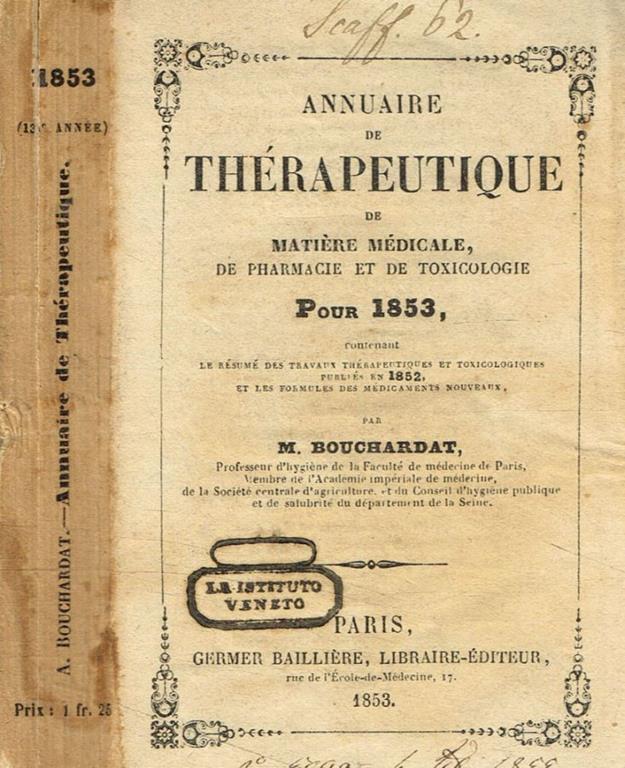 Scaff. 62.
1853
(13e ANNÉE)
A. BOUCHARDAT.—Annuaire de Thérapeutique.
Prix : 1 fr. 25
ANNUAIRE
DE
THÉRAPEUTIQUE
DE
MATIÈRE MÉDICALE,
DE PHARMACIE ET DE TOXICOLOGIE
POUR 1853,
contenant
LE RÉSUMÉ DES TRAVAUX THÉRAPEUTIQUES ET TOXICOLOGIQUES
PUBLIÉS EN 1852,
ET LES FORMULES DES MÉDICAMENTS NOUVEAUX,
PAR
M. BOUCHARDAT,
Professeur d'hygiène de la Faculté de médecine de Paris,
Membre de l'Academie impériale de médecine,
de la Société centrale d'agriculture, et du Conseil d'hygiène publique
et de salubrité du département de la Seine.
I.R. ISTITUTO
VENETO
PARIS,
GERMER BAILLIÈRE, LIBRAIRE-ÉDITEUR,
rue de l'École-de-Médecine, 17.
1853.